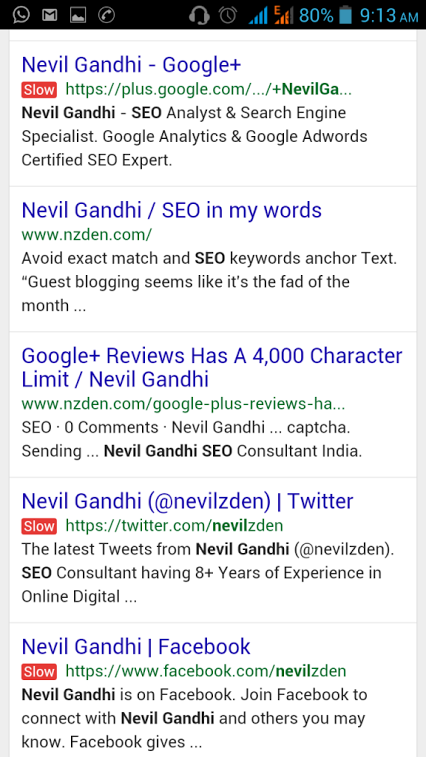 E 80% 9:13 AM
Nevil Gandhi - Google+
Slow https://plus.google.com/.../+NevilGa...
Nevil Gandhi - SEO Analyst & Search Engine
Specialist. Google Analytics & Google Adwords
Certified SEO Expert.
Nevil Gandhi / SEO in my words
www.nzden.com/
Avoid exact match and SEO keywords anchor Text.
“Guest blogging seems like it's the fad of the
month ...
Google+ Reviews Has A 4,000 Character
Limit / Nevil Gandhi
www.nzden.com/google-plus-reviews-ha...
SEO · 0 Comments · Nevil Gandhi ... captcha.
Sending ... Nevil Gandhi SEO Consultant India.
Nevil Gandhi (@nevilzden) | Twitter
Slow https://twitter.com/nevilzden
The latest Tweets from Nevil Gandhi (@nevilzden).
SEO Consultant having 8+ Years of Experience in
Online Digital ...
Nevil Gandhi | Facebook
Slow https://www.facebook.com/nevilzden
Nevil Gandhi is on Facebook. Join Facebook to
connect with Nevil Gandhi and others you may
know. Facebook gives ...